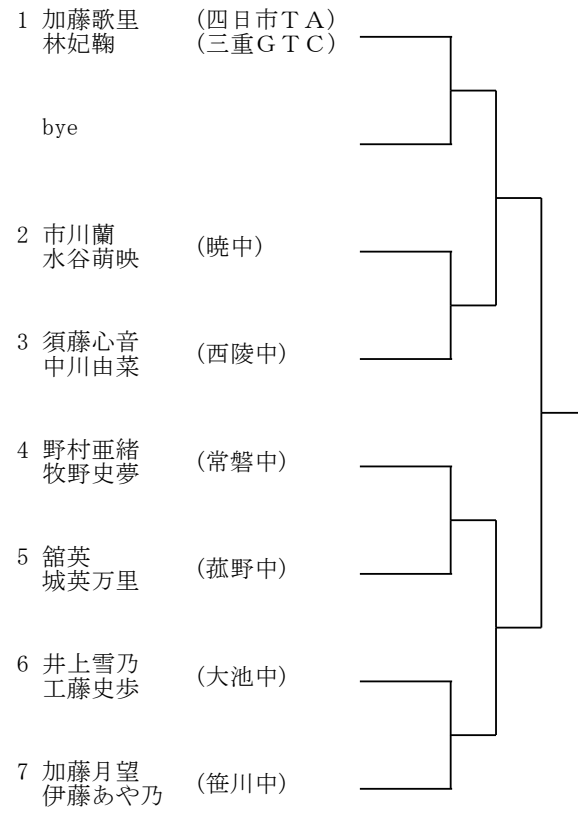 1 加藤歌里 (四日市ＴＡ)
林妃鞠 (三重ＧＴＣ)
bye
2 市川蘭
水谷萌映 (暁中)
3 須藤心音
中川由菜 (西陵中)
4 野村亜緒
牧野史夢 (常磐中)
5 舘英
城英万里 (菰野中)
6 井上雪乃
工藤史歩 (大池中)
7 加藤月望
伊藤あや乃 (笹川中)